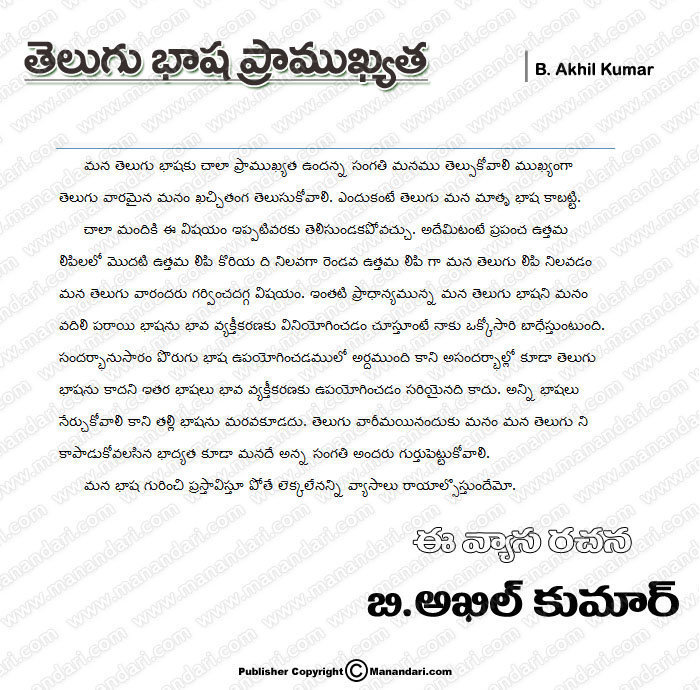 తెలుగు భాష ప్రాముఖ్యత
B. Akhil Kumar
మన తెలుగు భాషకు చాలా ప్రాముఖ్యత ఉందన్న సంగతి మనము తెల్సుకోవాలి ముఖ్యంగా
తెలుగు వారమైన మనం ఖచ్చితంగ తెలుసుకోవాలి. ఎందుకంటే తెలుగు మన మాతృ భాష కాబట్టి.
చాలా మందికి ఈ విషయం ఇప్పటివరకు తెలిసుండకపోవచ్చు. అదేమిటంటే ప్రపంచ ఉత్తమ
లిపిలలో మొదటి ఉత్తమ లిపి కొరియ ది నిలవగా రెండవ ఉత్తమ లిపి గా మన తెలుగు లిపి నిలవడం
మన తెలుగు వారందరు గర్వించదగ్గ విషయం. ఇంతటి ప్రాధాన్యమున్న మన తెలుగు భాషని మనం
వదిలి పరాయి భాషను భావ వ్యక్తీకరణకు వినియోగించడం చూస్తూంటే నాకు ఒక్కోసారి బాదేస్తుంటుంది.
సందర్భానుసారం పొరుగు భాష ఉపయోగించడములో అర్దముంది కాని అసందర్భాల్లో కూడా తెలుగు
భాషను కాదని ఇతర భాషలు భావ వ్యక్తీకరణకు ఉపయోగించడం సరియైనది కాదు. అన్ని భాషలు
నేర్చుకోవాలి కాని తల్లి భాషను మరవకూడదు. తెలుగు వారీమయినందుకు మనం మన తెలుగు ని
కాపాడుకోవలసిన భాద్యత కూడా మనదే అన్న సంగతి అందరు గుర్తుపెట్టుకోవాలి.
మన భాష గురించి ప్రస్తావిస్తూ పోతే లెక్కలేనన్ని వ్యాసాలు రాయాల్సొస్తుందేమో.
ఈ వ్యాస రచన
బి.అఖిల్ కుమార్
Publisher Copyright © Manandari.com